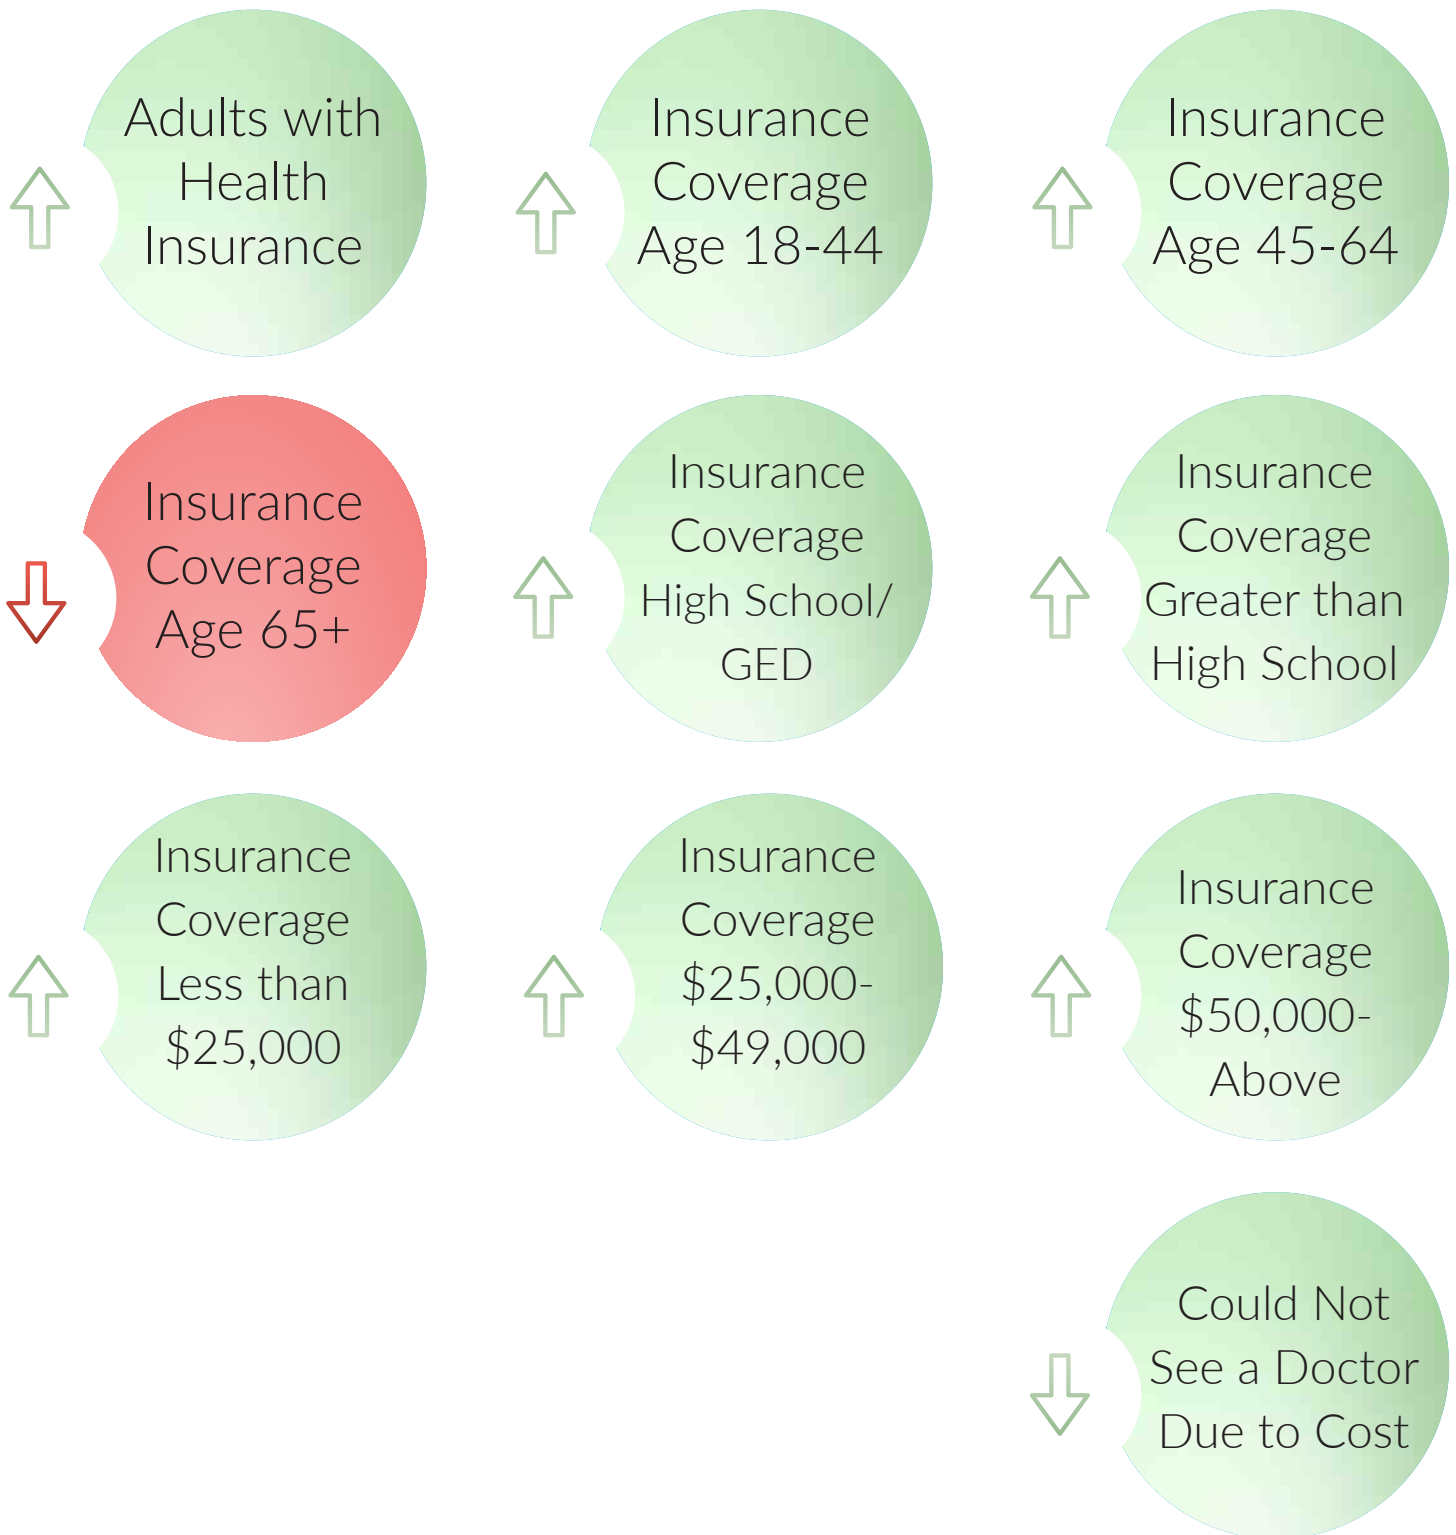 Adults with
Health
Insurance
Insurance
Coverage
Age 18-44
Insurance
Coverage
Age 45-64
Insurance
Coverage
Age 65+
Insurance
Coverage
High School/
GED
Insurance
Coverage
Greater than
High School
Insurance
Coverage
Less than
$25,000
Insurance
Coverage
$25,000-
$49,000
Insurance
Coverage
$50,000-
Above
Could Not
See a Doctor
Due to Cost